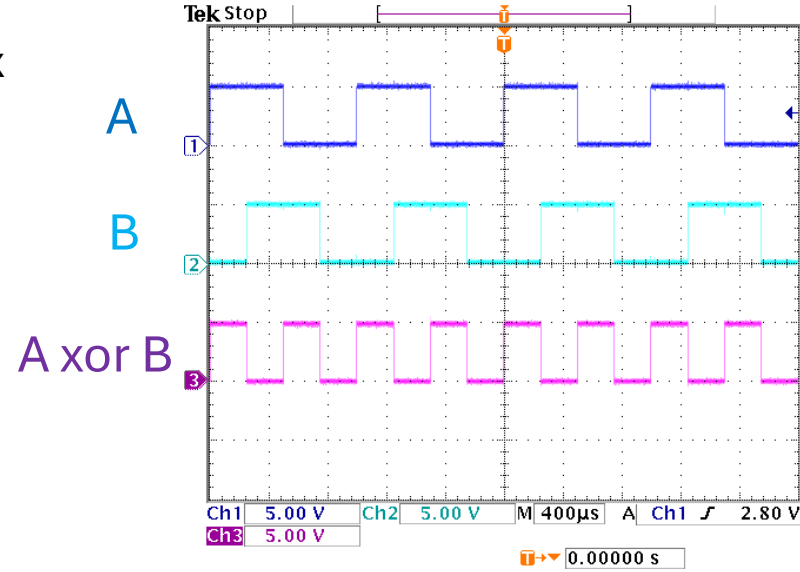 Tek Stop
T
T
x
A
1
B
2
A xor B
3
Ch1 5.00 V Ch2 5.00 V M 400µs A Ch1 2.80 V
Ch3 5.00 V
T 0.00000 s